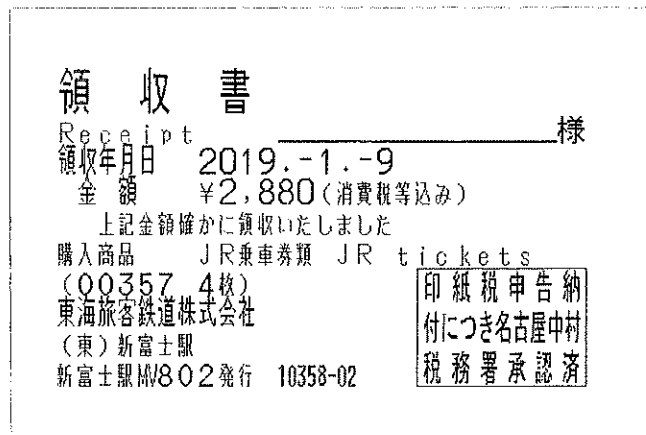 領収書
Receipt 様
領収年月日 2019.-1.-9
金額 ¥2,880(消費税等込み)
上記金額確かに領収いたしました
購入商品 JR乗車券類 JR tickets
(00357 4枚)
東海旅客鉄道株式会社
(東)新富士駅
新富士駅MV802発行 10358-02
印紙税申告納
付につき名古屋中村
税務署承認済